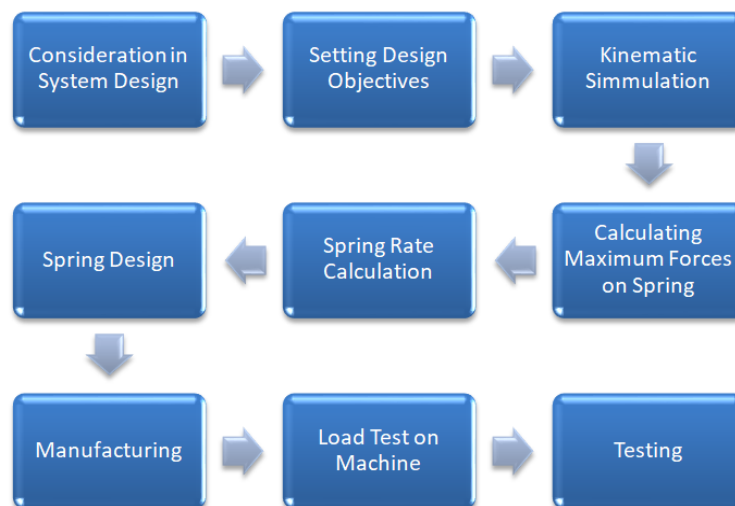 Consideration in
System Design
Setting Design
Objectives
Kinematic
Simmulation
Calculating
Maximum Forces
on Spring
Spring Rate
Calculation
Spring Design
Manufacturing
Load Test on
Machine
Testing